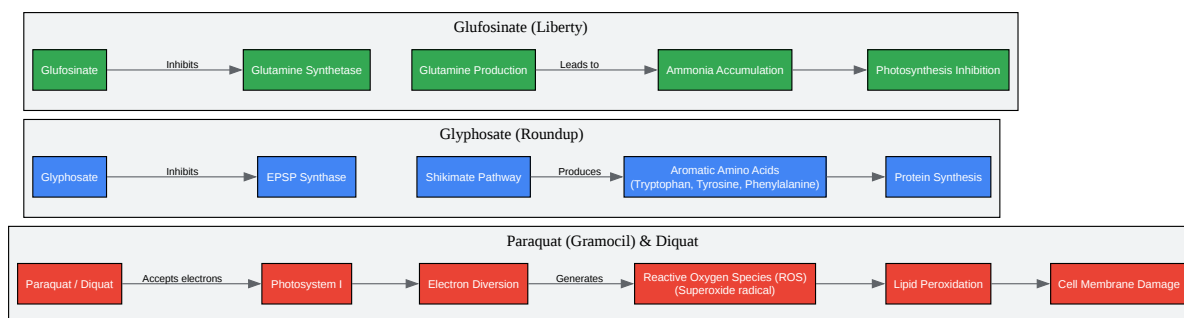 Glufosinate (Liberty)
Glufosinate
Inhibits
Glutamine Synthetase
Glutamine Production
Leads to
Ammonia Accumulation
Photosynthesis Inhibition
Glyphosate (Roundup)
Glyphosate
Inhibits
EPSP Synthase
Shikimate Pathway
Produces
Aromatic Amino Acids
(Tryptophan, Tyrosine, Phenylalanine)
Protein Synthesis
Paraquat (Gramocil) & Diquat
Paraquat / Diquat
Accepts electrons
Photosystem I
Electron Diversion
Generates
Reactive Oxygen Species (ROS)
(Superoxide radical)
Lipid Peroxidation
Cell Membrane Damage